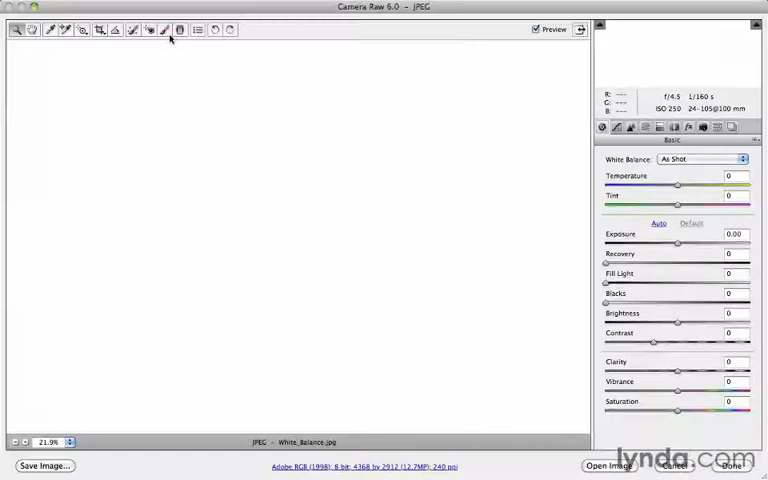 Camera Raw 6.0 - JPEG
Preview
R: ---
G: ---
B: ---
f/4.5 1/160 s
ISO 250 24-105@100 mm
fx
Basic
White Balance: As Shot
Temperature 0
Tint 0
Auto Default
Exposure 0.00
Recovery 0
Fill Light 0
Blacks 0
Brightness 0
Contrast 0
Clarity 0
Vibrance 0
Saturation 0
21.9%
JPEG - White_Balance.jpg
Save Image...
Adobe RGB (1998); 8 bit; 4368 by 2912 (12.7MP); 240 ppi
Open Image
Cancel
Done
lynda.com